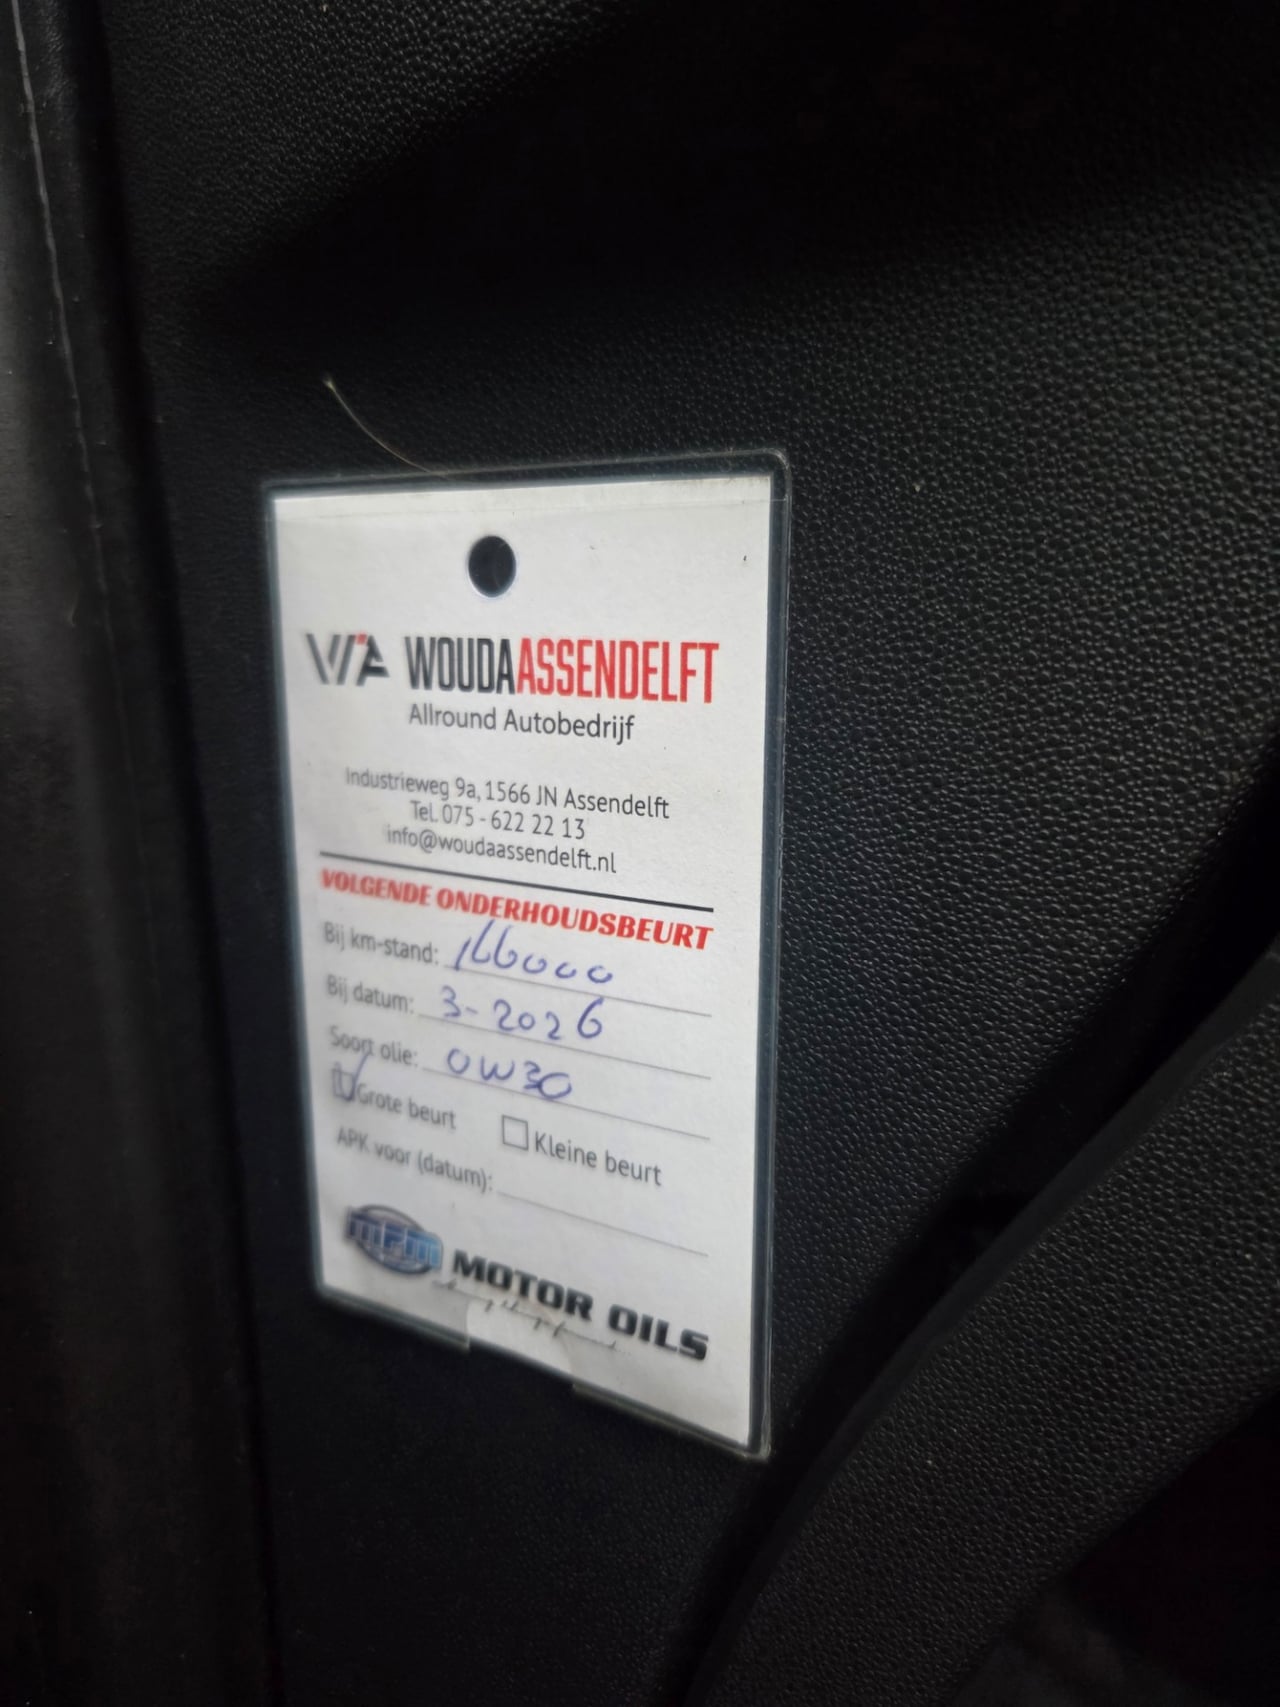 WA WOUDAASSENDELFT
Allround Autobedrijf
Industrieweg 9a, 1566 JN Assendelft
Tel. 075 - 622 22 13
info@woudaassendelft.nl
VOLGENDE ONDERHOUDSBEURT
Bij km-stand: 166000
Bij datum: 3-2026
Soort olie: 0W30
Grote beurt Kleine beurt
APK voor (datum):
MPM MOTOR OILS